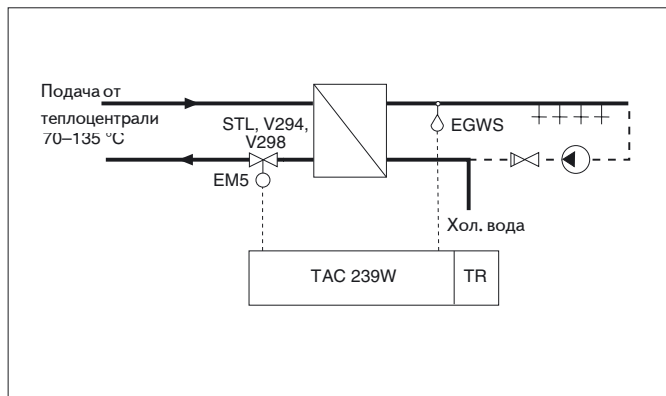 Подача от
теплоцентрали
70–135 °C
STL, V294,
V298
EGWS
EM5
Хол. вода
TAC 239W
TR